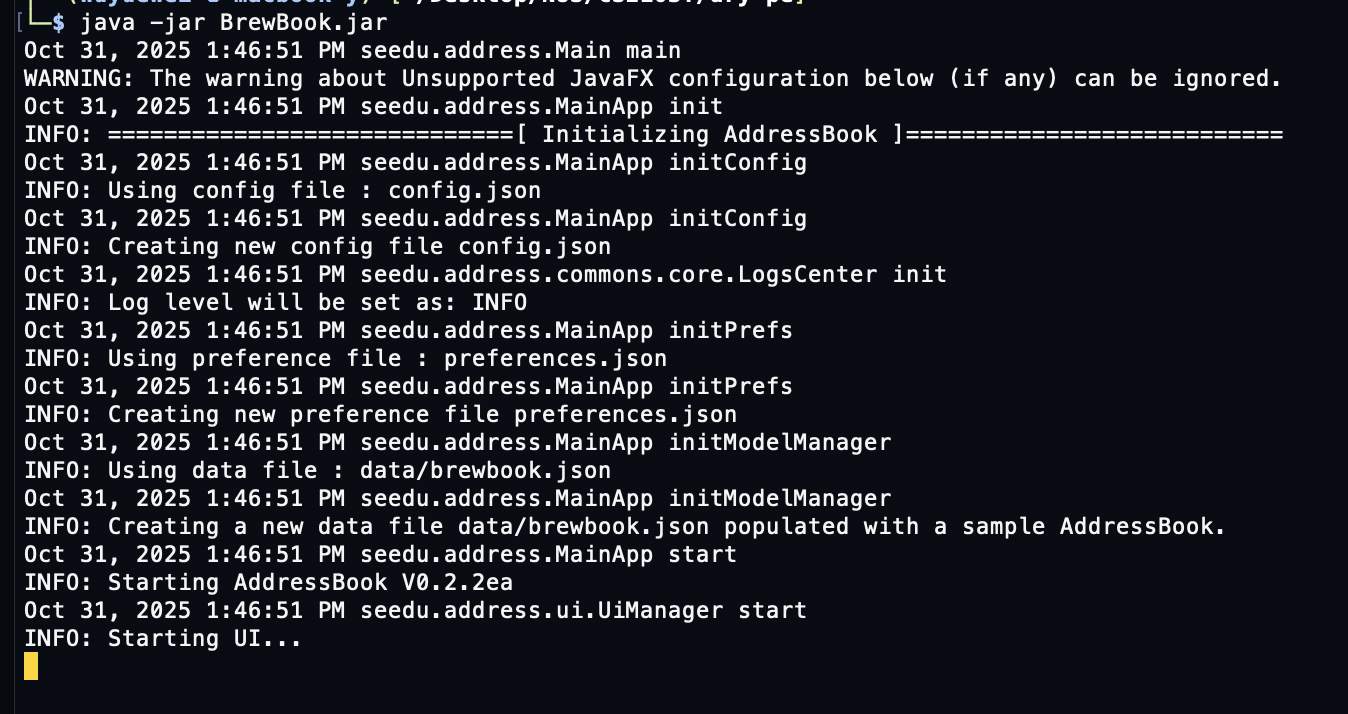 └─$ java -jar BrewBook.jar
Oct 31, 2025 1:46:51 PM seedu.address.Main main
WARNING: The warning about Unsupported JavaFX configuration below (if any) can be ignored.
Oct 31, 2025 1:46:51 PM seedu.address.MainApp init
INFO: =============================[ Initializing AddressBook ]===========================
Oct 31, 2025 1:46:51 PM seedu.address.MainApp initConfig
INFO: Using config file : config.json
Oct 31, 2025 1:46:51 PM seedu.address.MainApp initConfig
INFO: Creating new config file config.json
Oct 31, 2025 1:46:51 PM seedu.address.commons.core.LogsCenter init
INFO: Log level will be set as: INFO
Oct 31, 2025 1:46:51 PM seedu.address.MainApp initPrefs
INFO: Using preference file : preferences.json
Oct 31, 2025 1:46:51 PM seedu.address.MainApp initPrefs
INFO: Creating new preference file preferences.json
Oct 31, 2025 1:46:51 PM seedu.address.MainApp initModelManager
INFO: Using data file : data/brewbook.json
Oct 31, 2025 1:46:51 PM seedu.address.MainApp initModelManager
INFO: Creating a new data file data/brewbook.json populated with a sample AddressBook.
Oct 31, 2025 1:46:51 PM seedu.address.MainApp start
INFO: Starting AddressBook V0.2.2ea
Oct 31, 2025 1:46:51 PM seedu.address.ui.UiManager start
INFO: Starting UI...